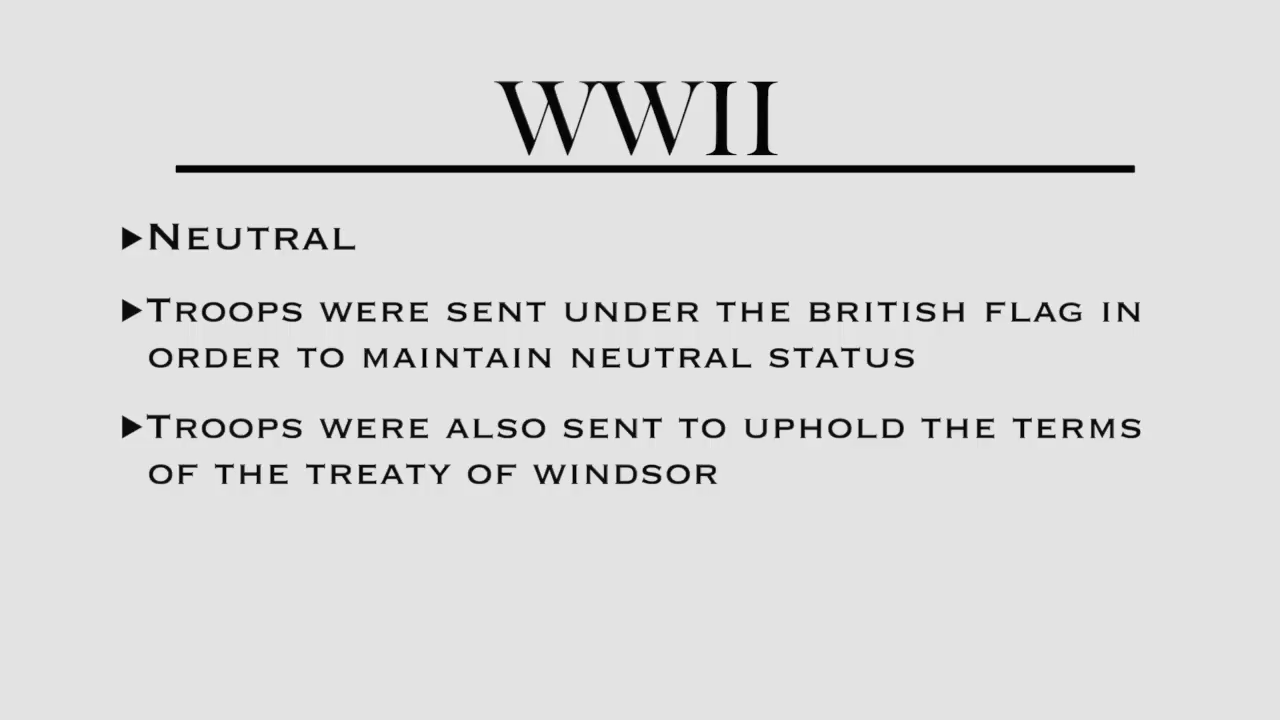 WWII
▶Neutral
▶Troops were sent under the british flag in
order to maintain neutral status
▶Troops were also sent to uphold the terms
of the treaty of windsor